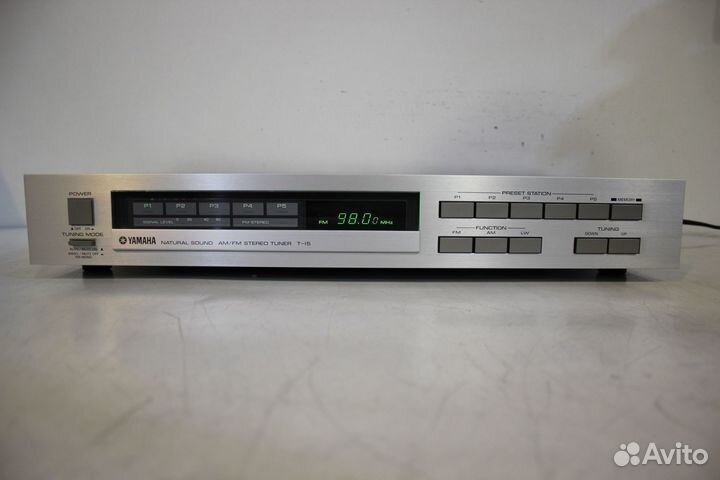 POWER
OFF ON
TUNING MODE
P1 P2 P3 P4 P5
SIGNAL LEVEL FM STEREO
FM 98.00 MHz
YAMAHA NATURAL SOUND AM/FM STEREO TUNER T-15
PRESET STATION
P1 P2 P3 P4 P5 MEMORY
FUNCTION TUNING
FM AM LW DOWN UP
Avito